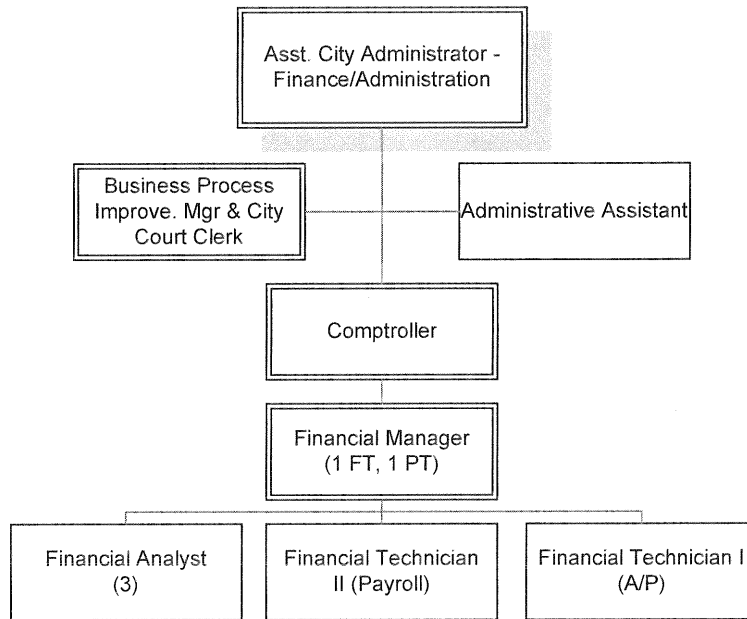 Asst. City Administrator -
Finance/Administration
Business Process
Improve. Mgr & City
Court Clerk
Administrative Assistant
Comptroller
Financial Manager
(1 FT, 1 PT)
Financial Analyst
(3)
Financial Technician
II (Payroll)
Financial Technician I
(A/P)